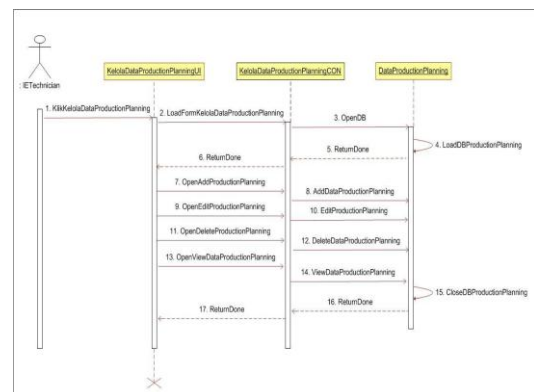 : IETechnician
KelolaDataProductionPlanningUI
KelolaDataProductionPlanningCON
DataProductionPlanning
1. KlikKelolaDataProductionPlanning
2. LoadFormKelolaDataProductionPlanning
3. OpenDB
4. LoadDBProductionPlanning
5. ReturnDone
6. ReturnDone
7. OpenAddProductionPlanning
8. AddDataProductionPlanning
9. OpenEditProductionPlanning
10. EditProductionPlanning
11. OpenDeleteProductionPlanning
12. DeleteDataProductionPlanning
13. OpenViewDataProductionPlanning
14. ViewDataProductionPlanning
15. CloseDBProductionPlanning
16. ReturnDone
17. ReturnDone